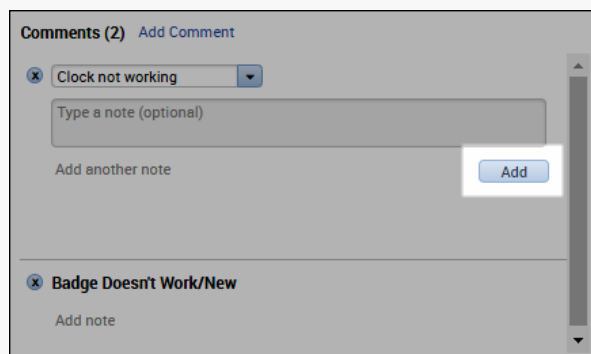 Comments (2) Add Comment
Clock not working
Type a note (optional)
Add another note
Add
Badge Doesn't Work/New
Add note